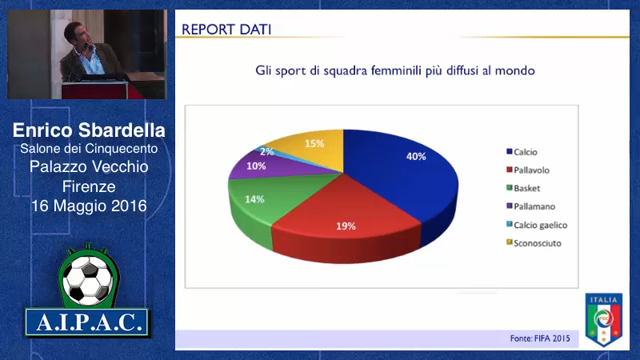 REPORT DATI
Gli sport di squadra femminili più diffusi al mondo
Enrico Sbardella
Salone dei Cinquecento
Palazzo Vecchio
Firenze
16 Maggio 2016
A.I.P.A.C.
15%
2%
10%
14%
19%
40%
Calcio
Pallavolo
Basket
Pallamano
Calcio gaelico
Sconosciuto
ITALIA
Fonte: FIFA 2015